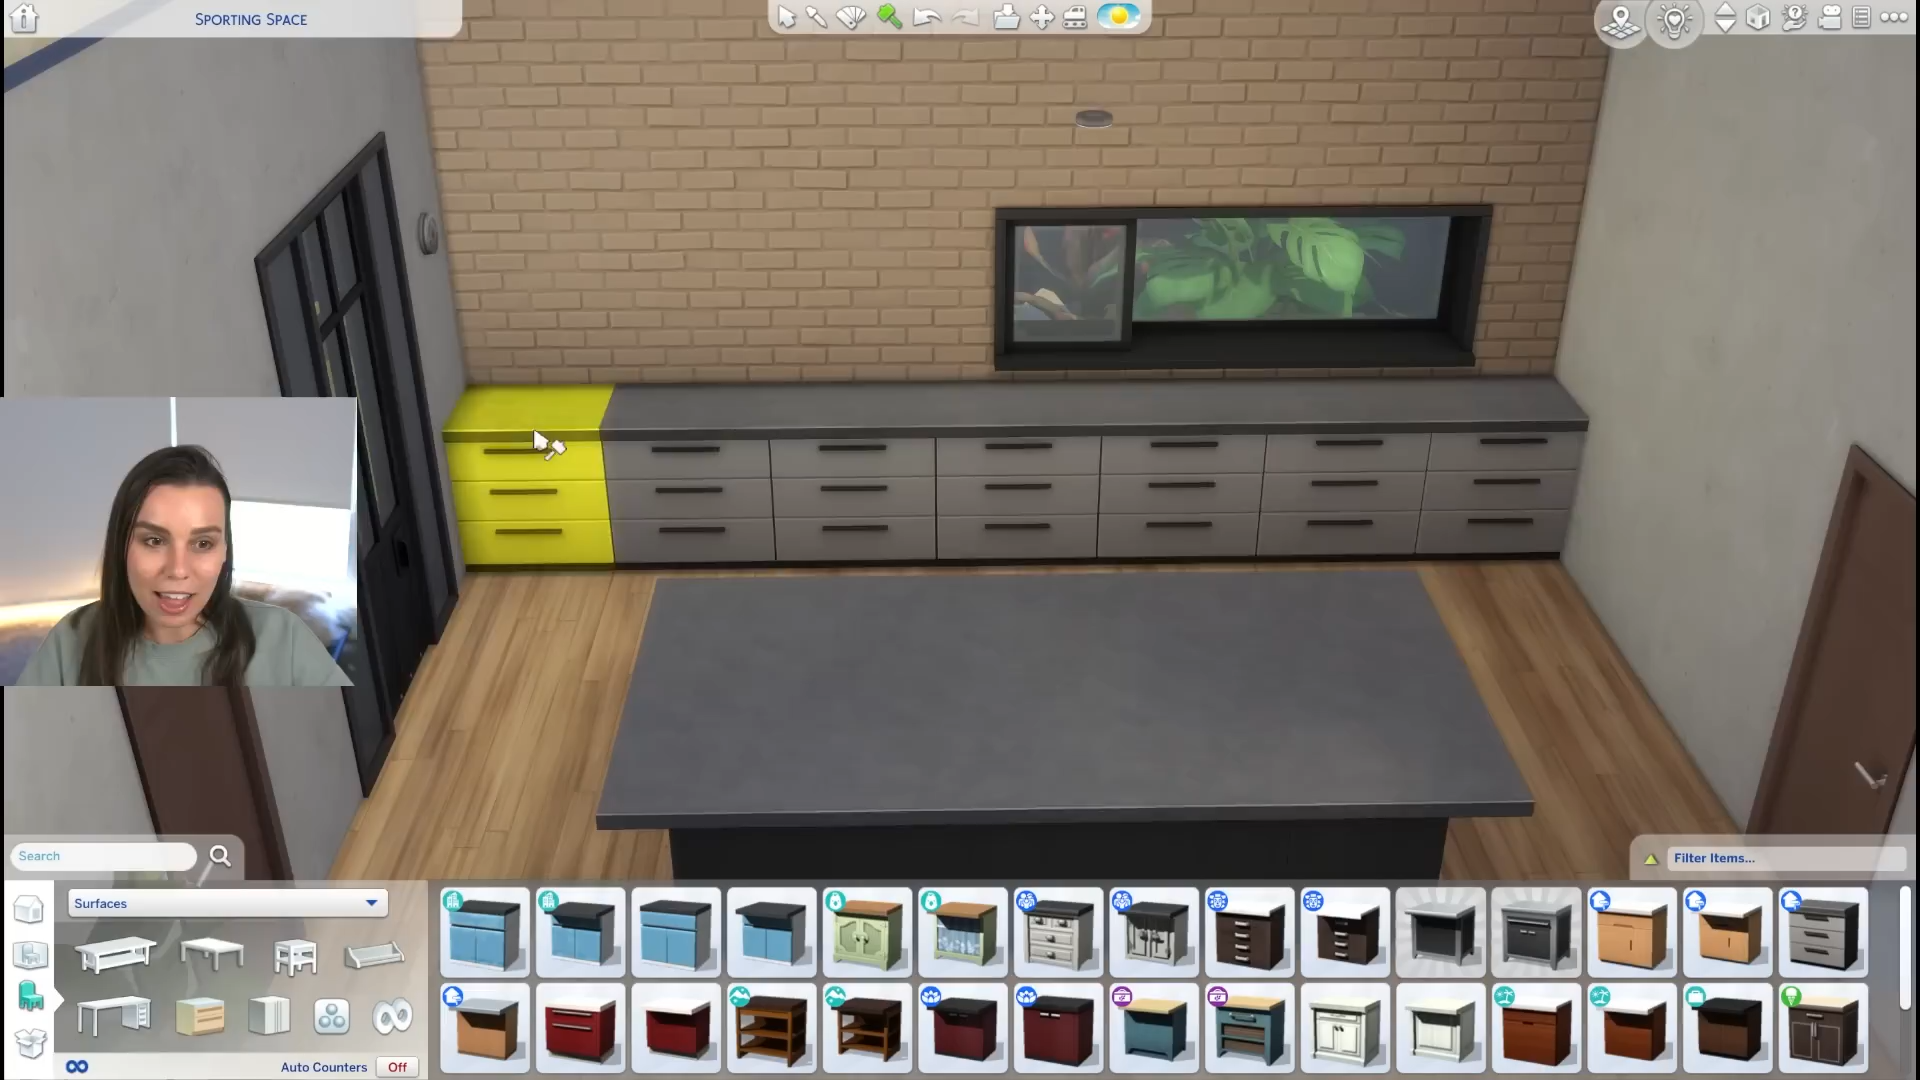 Sporting Space
Search
Filter Items...
Surfaces
Auto Counters
Off